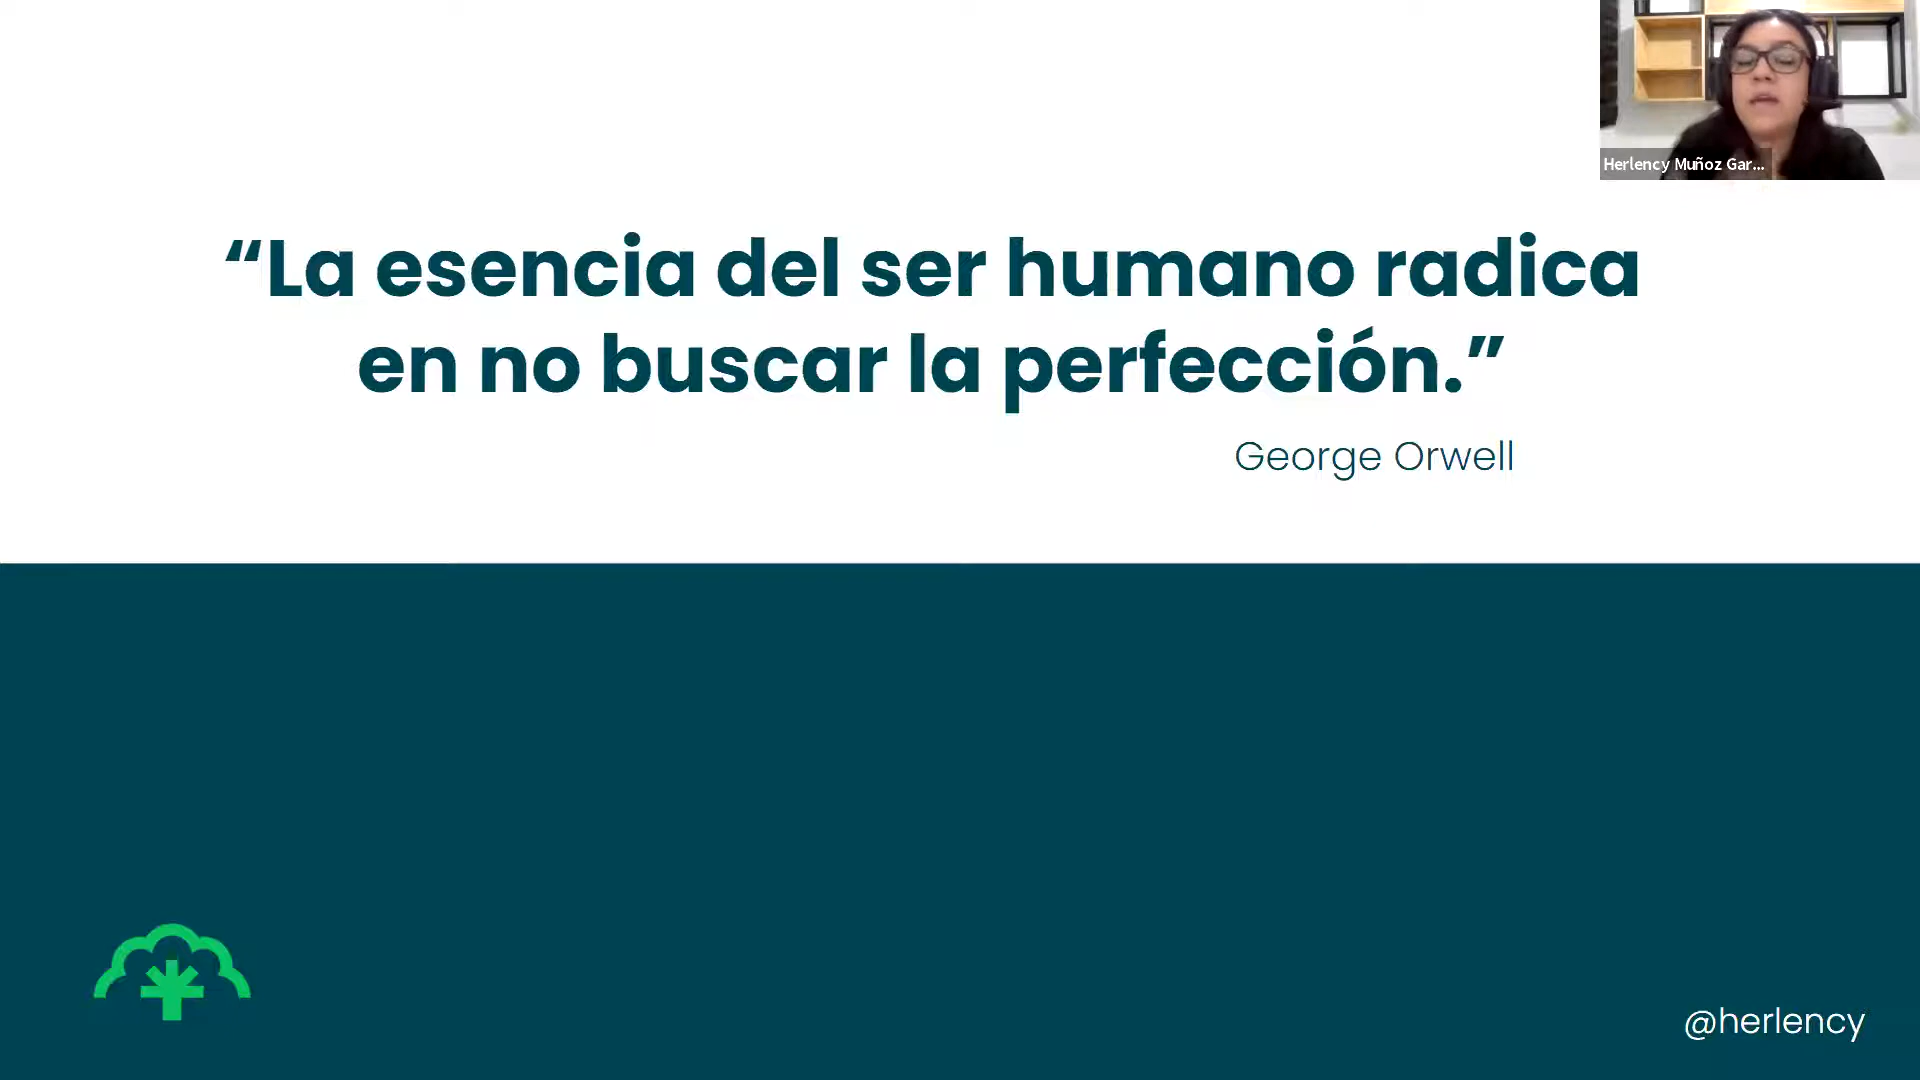 Herlency Muñoz Gar...
“La esencia del ser humano radica
en no buscar la perfección.”
George Orwell
@herlency